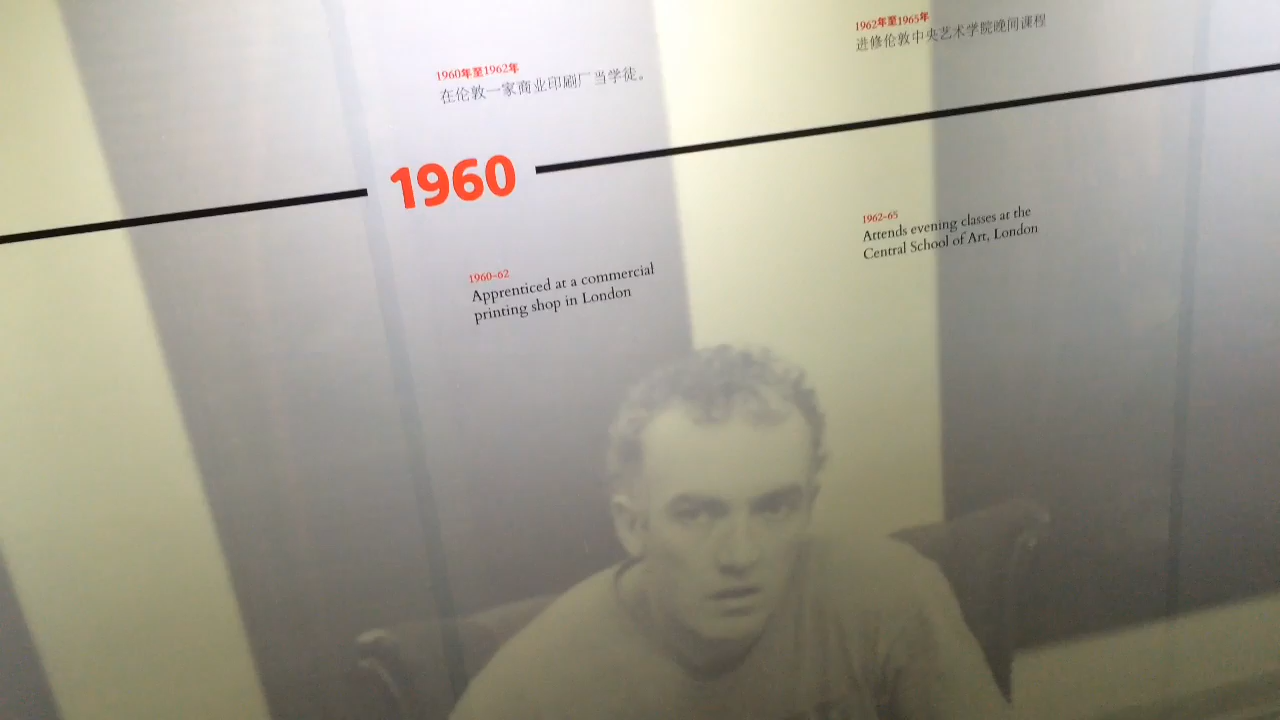 1960年至1962年
在伦敦一家商业印刷厂当学徒。
1962年至1965年
进修伦敦中央艺术学院晚间课程
1960
1960–62
Apprenticed at a commercial
printing shop in London
1962–65
Attends evening classes at the
Central School of Art, London